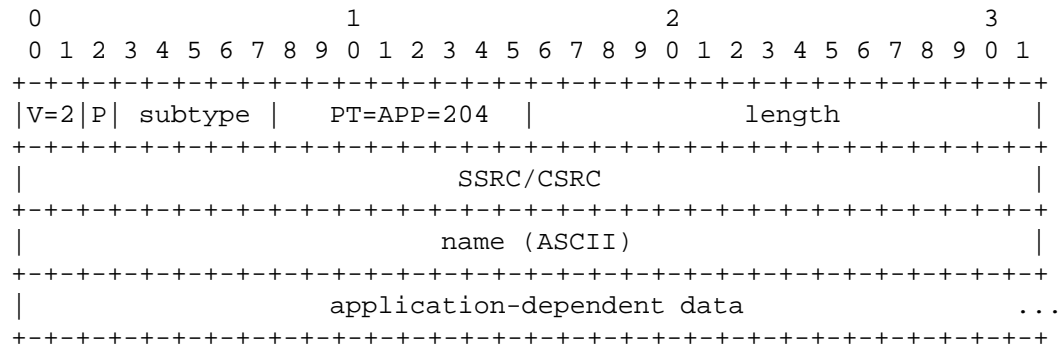 0                   1                   2                   3
 0 1 2 3 4 5 6 7 8 9 0 1 2 3 4 5 6 7 8 9 0 1 2 3 4 5 6 7 8 9 0 1
+-+-+-+-+-+-+-+-+-+-+-+-+-+-+-+-+-+-+-+-+-+-+-+-+-+-+-+-+-+-+-+-+
|V=2|P| subtype |   PT=APP=204  |             length            |
+-+-+-+-+-+-+-+-+-+-+-+-+-+-+-+-+-+-+-+-+-+-+-+-+-+-+-+-+-+-+-+-+
|                           SSRC/CSRC                           |
+-+-+-+-+-+-+-+-+-+-+-+-+-+-+-+-+-+-+-+-+-+-+-+-+-+-+-+-+-+-+-+-+
|                          name (ASCII)                         |
+-+-+-+-+-+-+-+-+-+-+-+-+-+-+-+-+-+-+-+-+-+-+-+-+-+-+-+-+-+-+-+-+
|                   application-dependent data                 ...
+-+-+-+-+-+-+-+-+-+-+-+-+-+-+-+-+-+-+-+-+-+-+-+-+-+-+-+-+-+-+-+-+